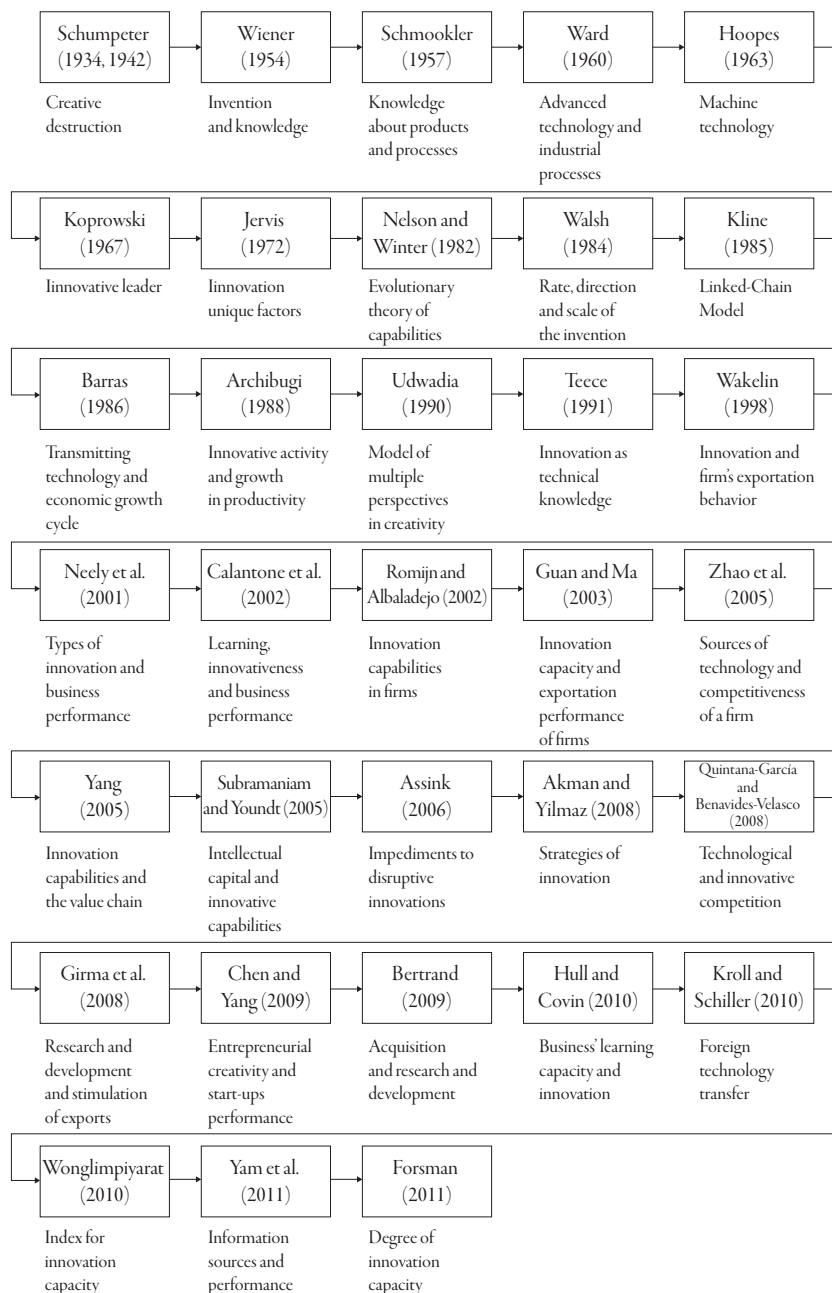 Schumpeter
(1934, 1942)
Creative
destruction
Wiener
(1954)
Invention
and knowledge
Schmookler
(1957)
Knowledge
about products
and processes
Ward
(1960)
Advanced
technology and
industrial
processes
Hoopes
(1963)
Machine
technology
Koprowski
(1967)
Iinnovative leader
Jervis
(1972)
Iinnovation
unique factors
Nelson and
Winter (1982)
Evolutionary
theory of
capabilities
Walsh
(1984)
Rate, direction
and scale of
the invention
Kline
(1985)
Linked-Chain
Model
Barras
(1986)
Transmitting
technology and
economic growth
cycle
Archibugi
(1988)
Innovative activity
and growth
in productivity
Udwadia
(1990)
Model of
multiple
perspectives
in creativity
Teece
(1991)
Innovation as
technical
knowledge
Wakelin
(1998)
Innovation and
firm's exportation
behavior
Neely et al.
(2001)
Types of
innovation and
business
performance
Calantone et al.
(2002)
Learning,
innovativeness
and business
performance
Romijn and
Albaladejo (2002)
Innovation
capabilities
in firms
Guan and Ma
(2003)
Innovation
capacity and
exportation
performance
of firms
Zhao et al.
(2005)
Sources of
technology and
competitiveness
of a firm
Yang
(2005)
Innovation
capabilities and
the value chain
Subramaniam
and Youndt (2005)
Intellectual
capital and
innovative
capabilities
Assink
(2006)
Impediments to
disruptive
innovations
Akman and
Yilmaz (2008)
Strategies of
innovation
Quintana-García
and
Benavides-Velasco
(2008)
Technological
and innovative
competition
Girma et al.
(2008)
Research and
development
and stimulation
of exports
Chen and
Yang (2009)
Entrepreneurial
creativity and
start-ups
performance
Bertrand
(2009)
Acquisition
and research and
development
Hull and
Covin (2010)
Business' learning
capacity and
innovation
Kroll and
Schiller (2010)
Foreign
technology
transfer
Wonglimpiyarat
(2010)
Index for
innovation
capacity
Yam et al.
(2011)
Information
sources and
performance
Forsman
(2011)
Degree of
innovation
capacity